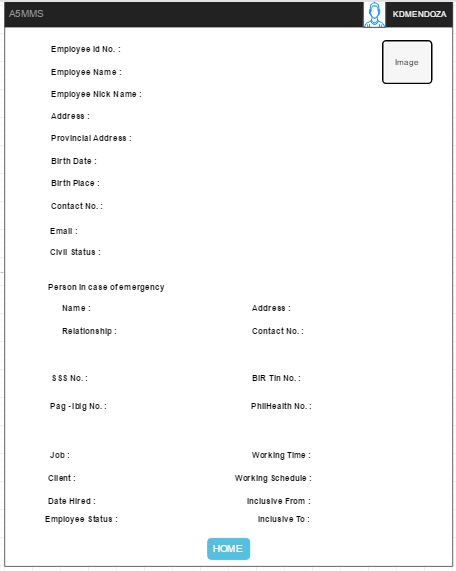 A5MMS KDMENDOZA
Employee Id No. :
Image
Employee Name :
Employee Nick Name :
Address :
Provincial Address :
Birth Date :
Birth Place :
Contact No. :
Email :
Civil Status :
Person in case of emergency
Name : Address :
Relationship : Contact No. :
SSS No. : BIR Tin No. :
Pag -Ibig No. : PhilHealth No. :
Job : Working Time :
Client : Working Schedule :
Date Hired : Inclusive From :
Employee Status : Inclusive To :
HOME